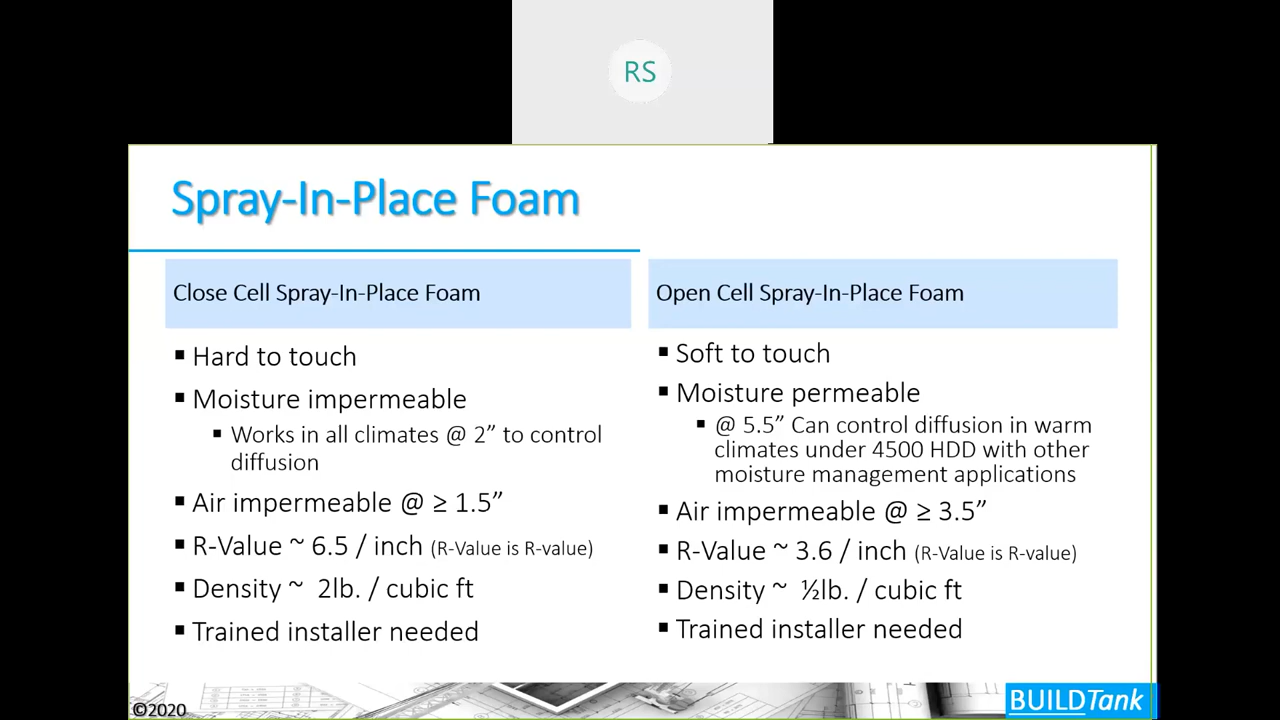 RS
Spray-In-Place Foam
Close Cell Spray-In-Place Foam
▪ Hard to touch
▪ Moisture impermeable
▪ Works in all climates @ 2” to control
diffusion
▪ Air impermeable @ ≥ 1.5”
▪ R-Value ~ 6.5 / inch (R-Value is R-value)
▪ Density ~ 2lb. / cubic ft
▪ Trained installer needed
Open Cell Spray-In-Place Foam
▪ Soft to touch
▪ Moisture permeable
▪ @ 5.5” Can control diffusion in warm
climates under 4500 HDD with other
moisture management applications
▪ Air impermeable @ ≥ 3.5”
▪ R-Value ~ 3.6 / inch (R-Value is R-value)
▪ Density ~ ½lb. / cubic ft
▪ Trained installer needed
©2020
BUILDTank